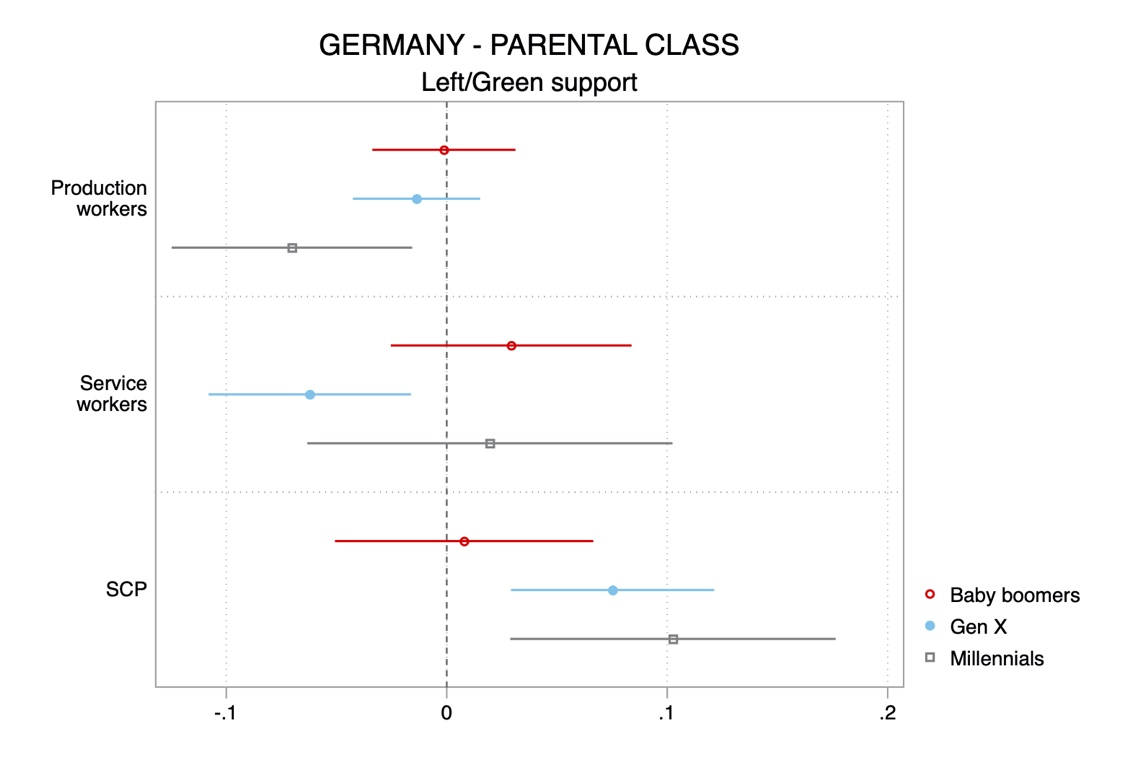 GERMANY - PARENTAL CLASS
Left/Green support
Production
workers
Service
workers
SCP
Baby boomers
Gen X
Millennials
-.1 0 .1 .2